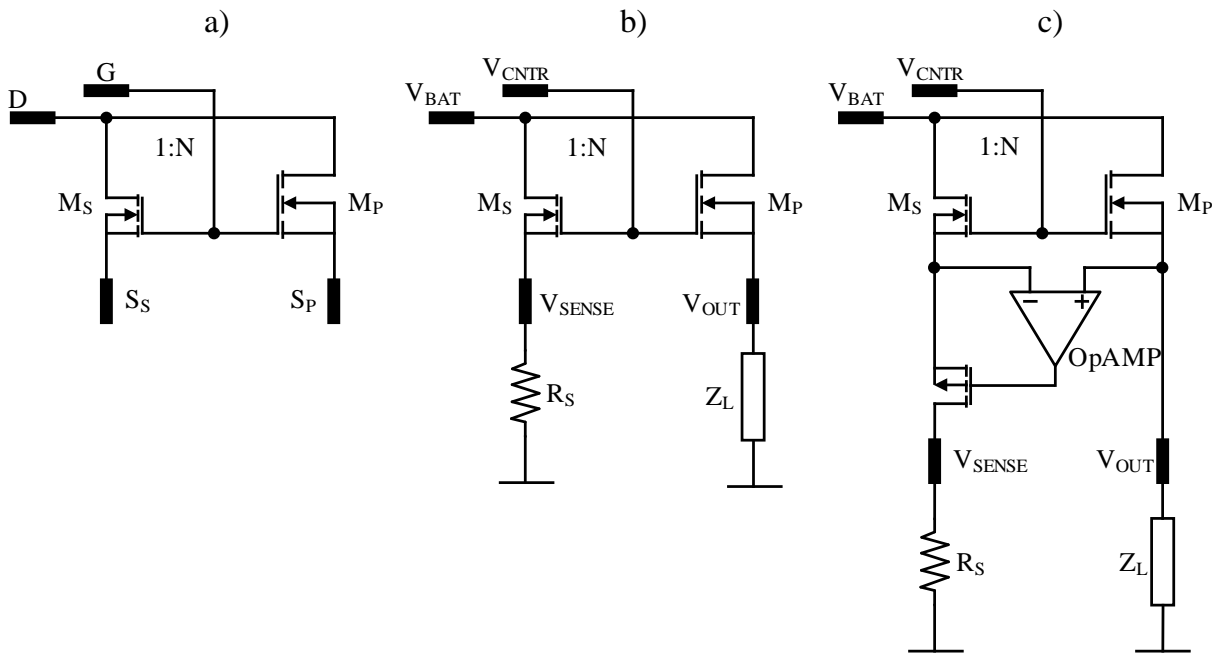 a)
G
D
1:N
M_S
M_P
S_S
S_P
b)
V_CNTR
V_BAT
1:N
M_S
M_P
V_SENSE
V_OUT
R_S
Z_L
c)
V_CNTR
V_BAT
1:N
M_S
M_P
− +
OpAMP
V_SENSE
V_OUT
R_S
Z_L